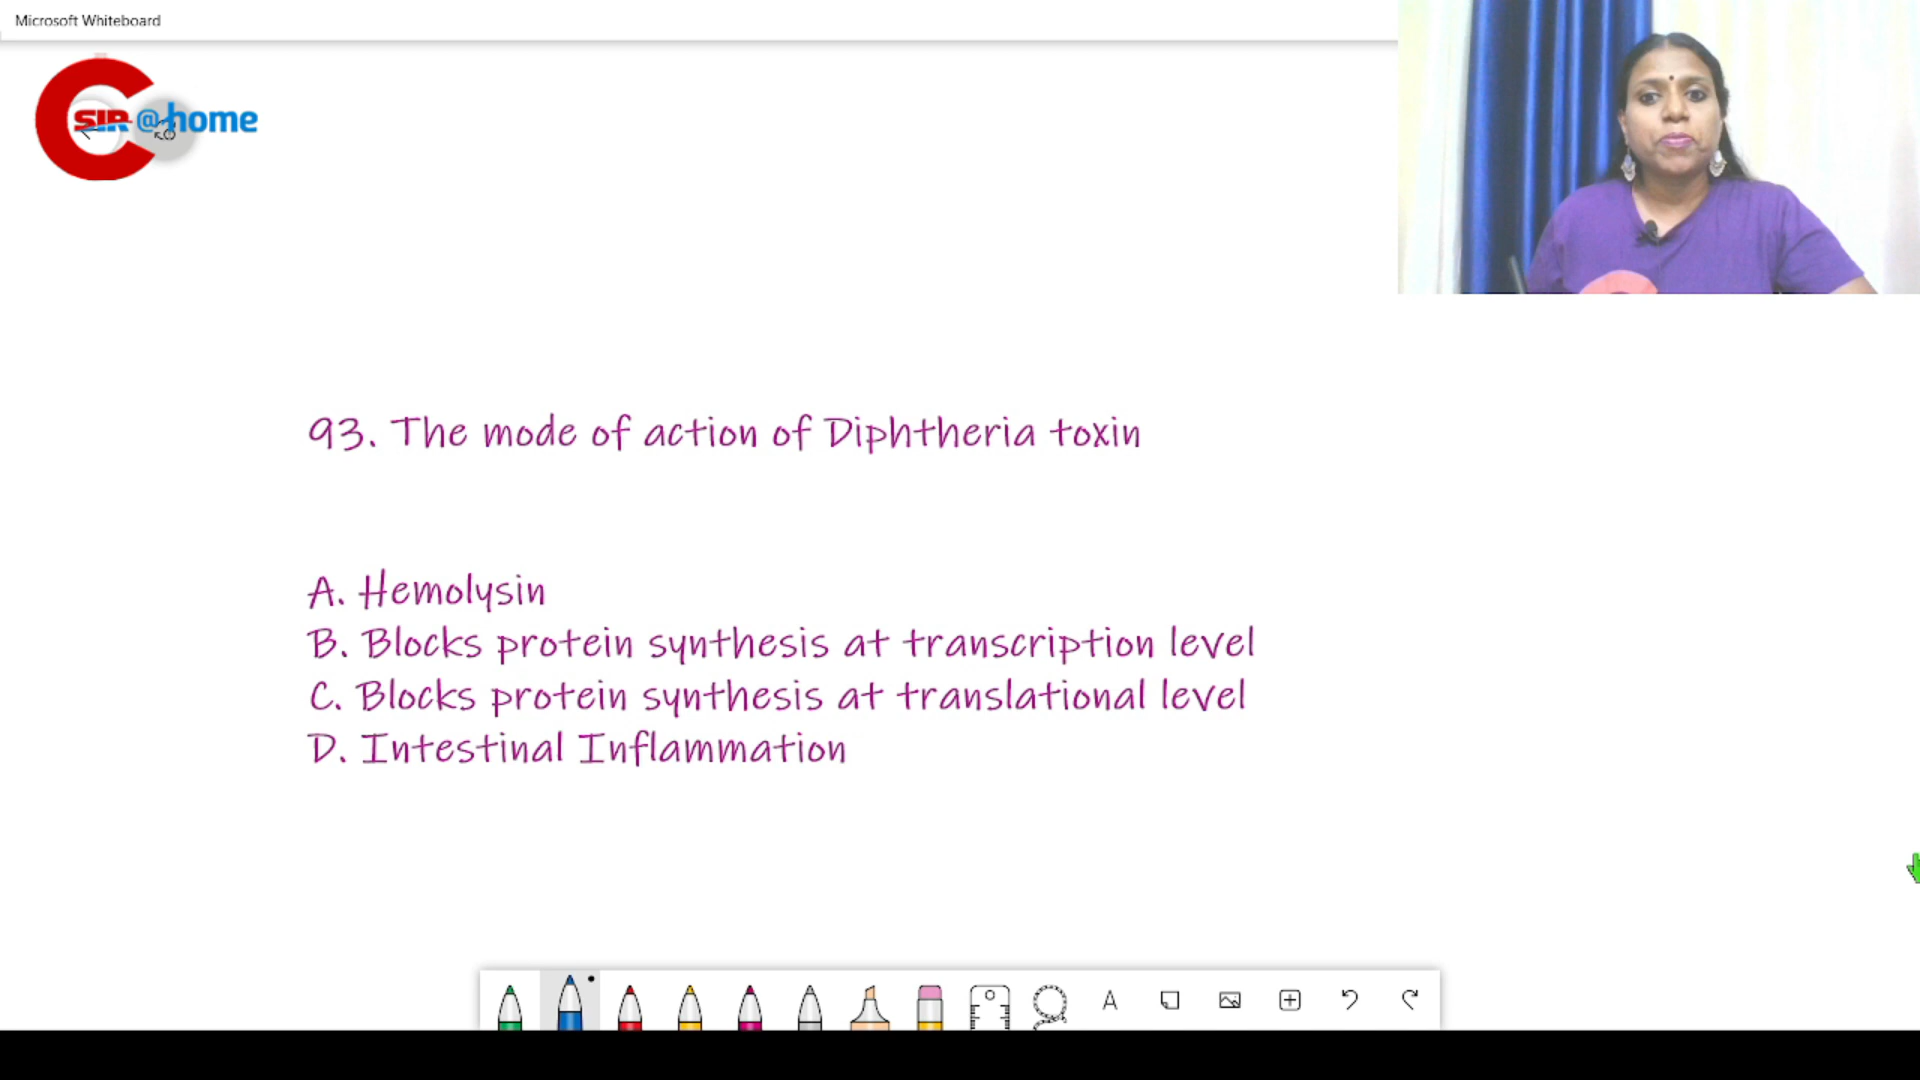 Microsoft Whiteboard
CSIR @home
93. The mode of action of Diphtheria toxin
A. Hemolysin
B. Blocks protein synthesis at transcription level
C. Blocks protein synthesis at translational level
D. Intestinal Inflammation
A